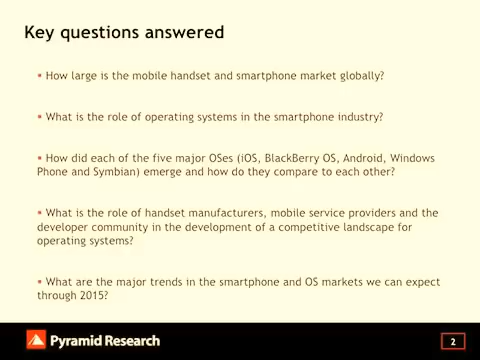 Key questions answered
▪ How large is the mobile handset and smartphone market globally?
▪ What is the role of operating systems in the smartphone industry?
▪ How did each of the five major OSes (iOS, BlackBerry OS, Android, Windows
Phone and Symbian) emerge and how do they compare to each other?
▪ What is the role of handset manufacturers, mobile service providers and the
developer community in the development of a competitive landscape for
operating systems?
▪ What are the major trends in the smartphone and OS markets we can expect
through 2015?
Pyramid Research
2